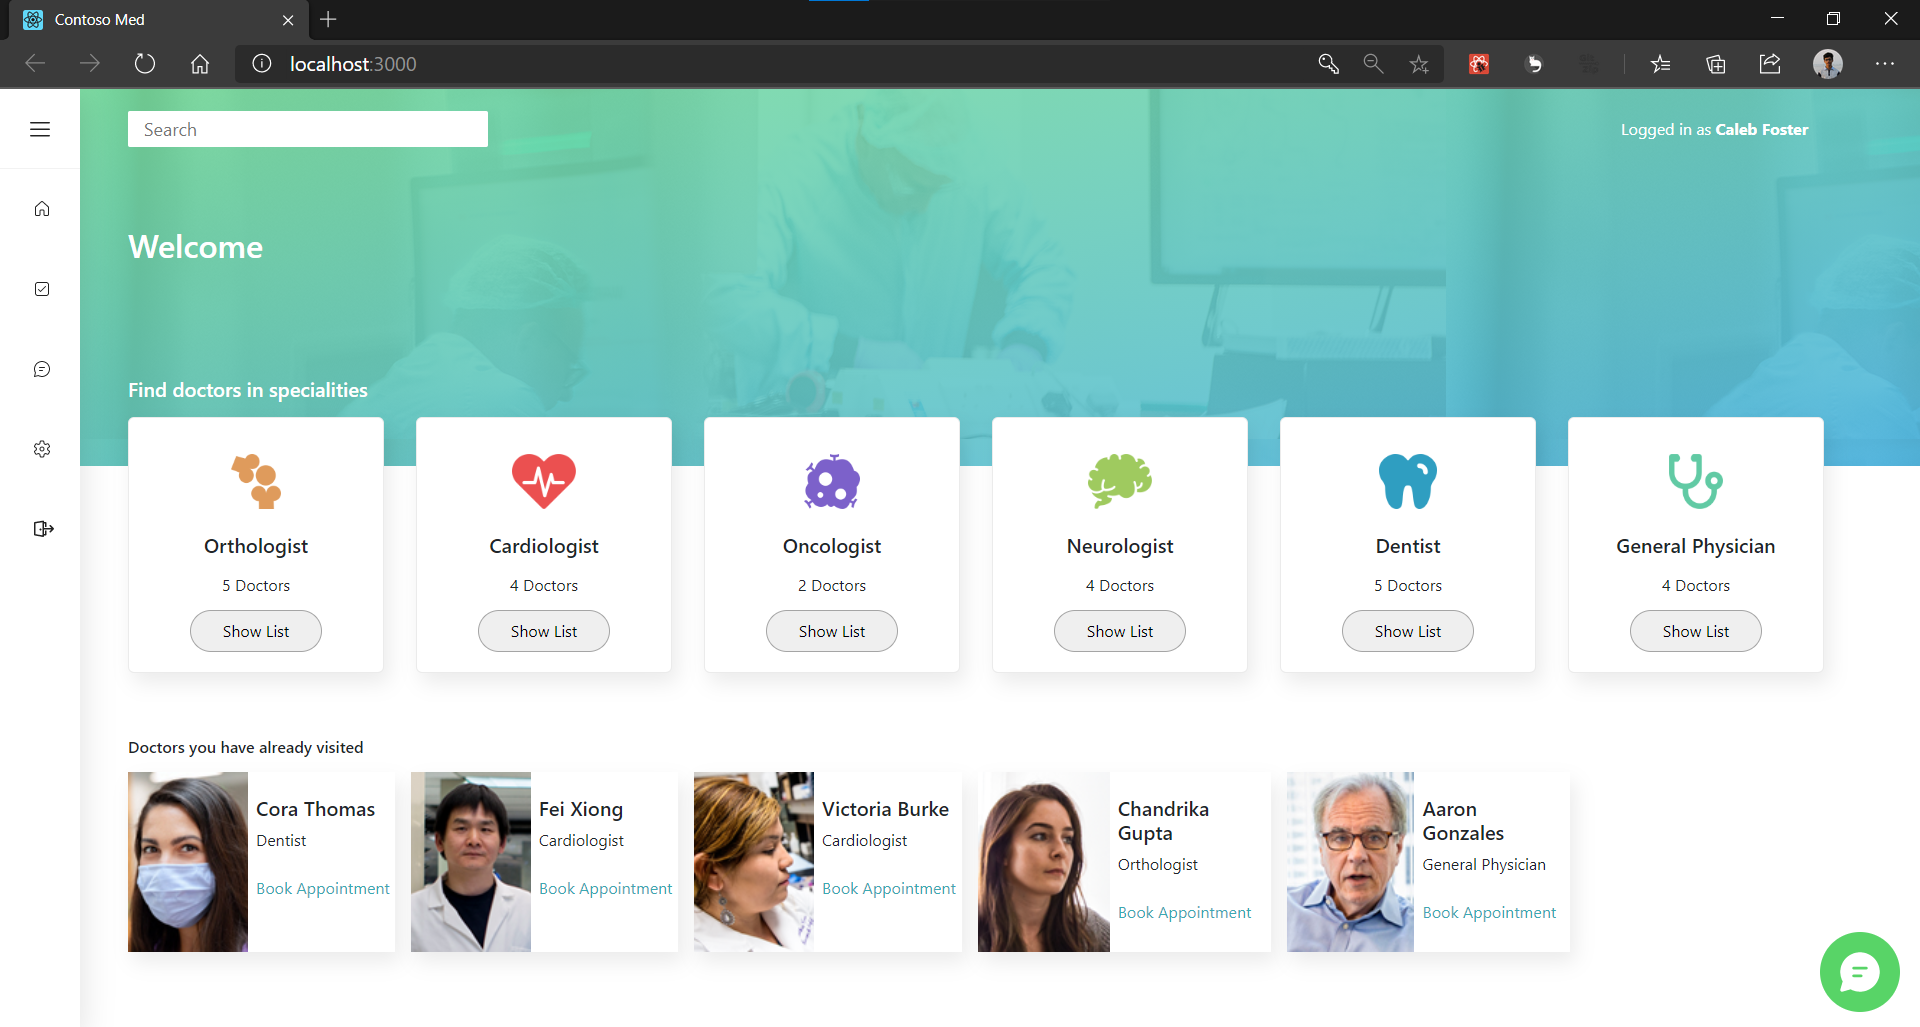 Contoso Med
localhost:3000
Search
Logged in as Caleb Foster
Welcome
Find doctors in specialities
Orthologist
5 Doctors
Show List
Cardiologist
4 Doctors
Show List
Oncologist
2 Doctors
Show List
Neurologist
4 Doctors
Show List
Dentist
5 Doctors
Show List
General Physician
4 Doctors
Show List
Doctors you have already visited
Cora Thomas
Dentist
Book Appointment
Fei Xiong
Cardiologist
Book Appointment
Victoria Burke
Cardiologist
Book Appointment
Chandrika
Gupta
Orthologist
Book Appointment
Aaron
Gonzales
General Physician
Book Appointment